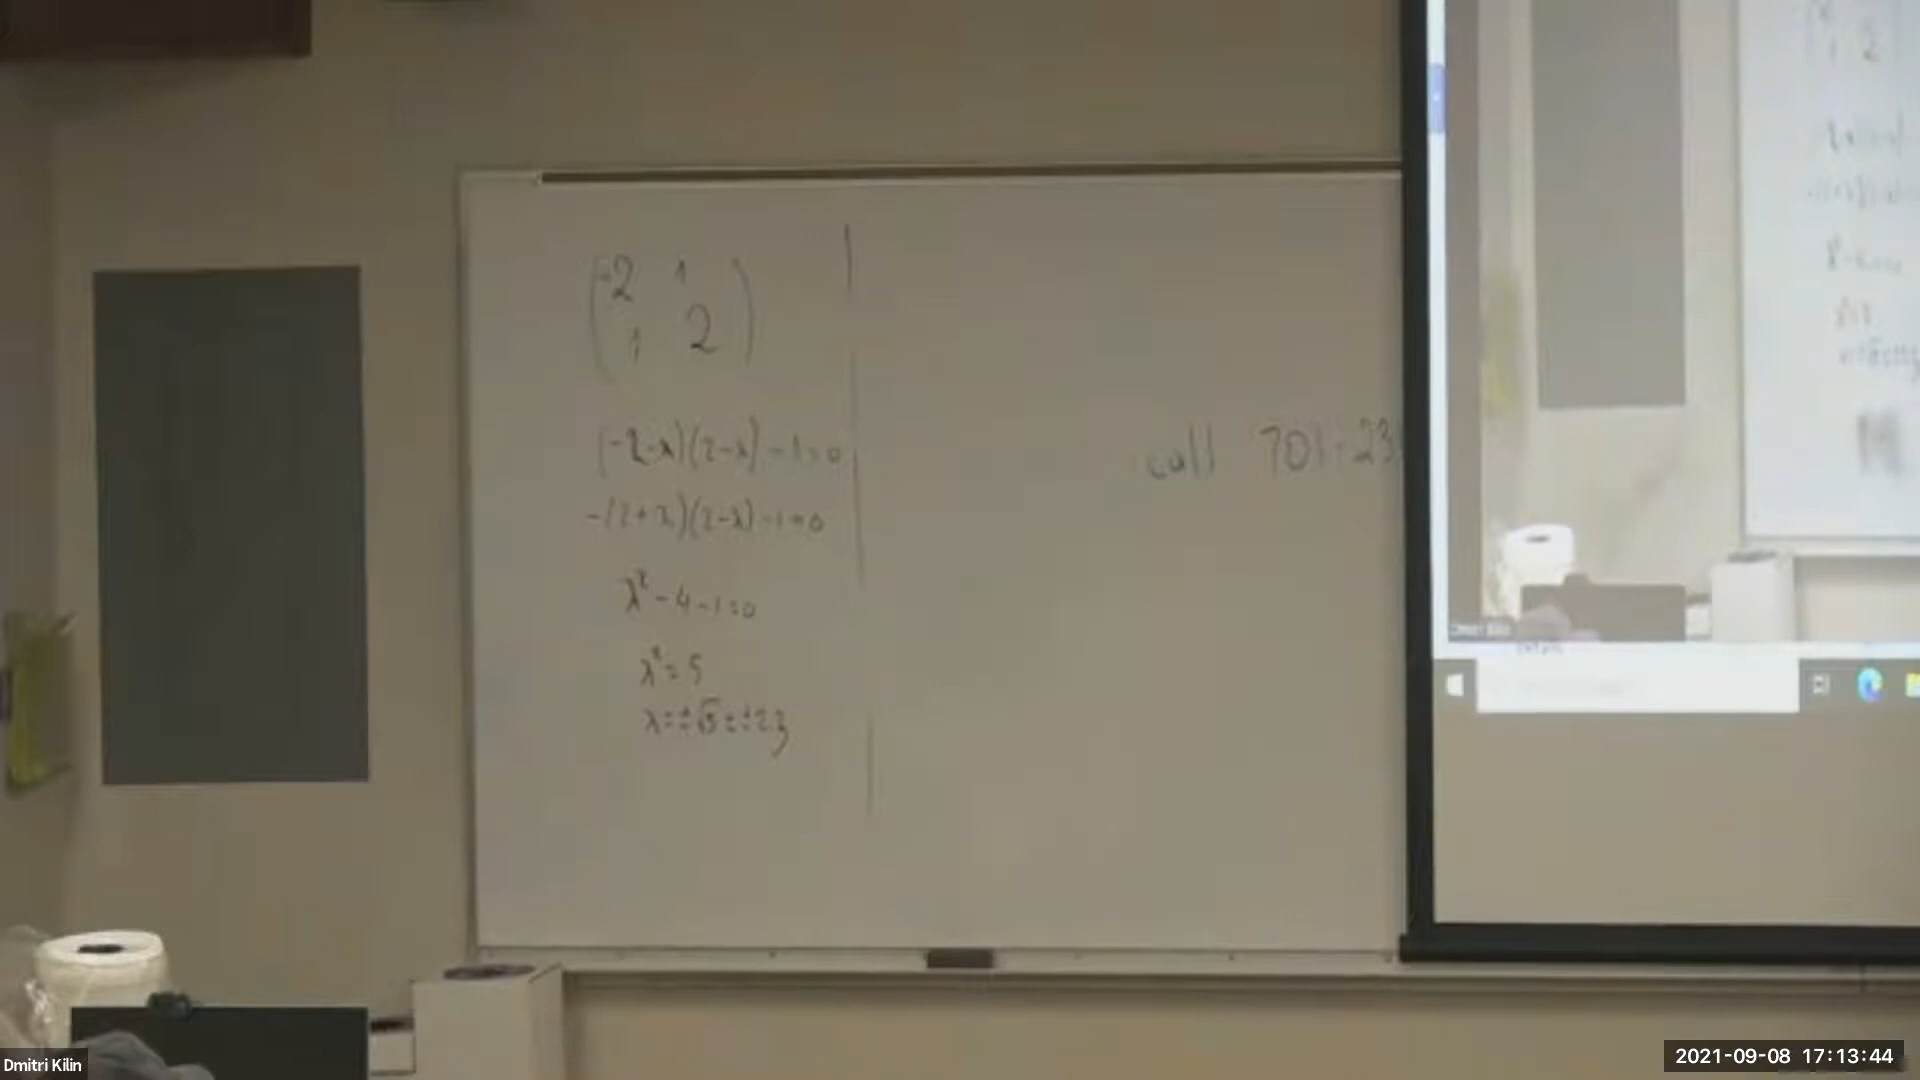 (-2 1
1 2)
(-2-λ)(2-λ)-1=0
-(2+λ)(2-λ)-1=0
λ²-4-1=0
λ²=5
λ=±√5=±2.3
call 701-23
Dmitri Kilin
2021-09-08 17:13:44